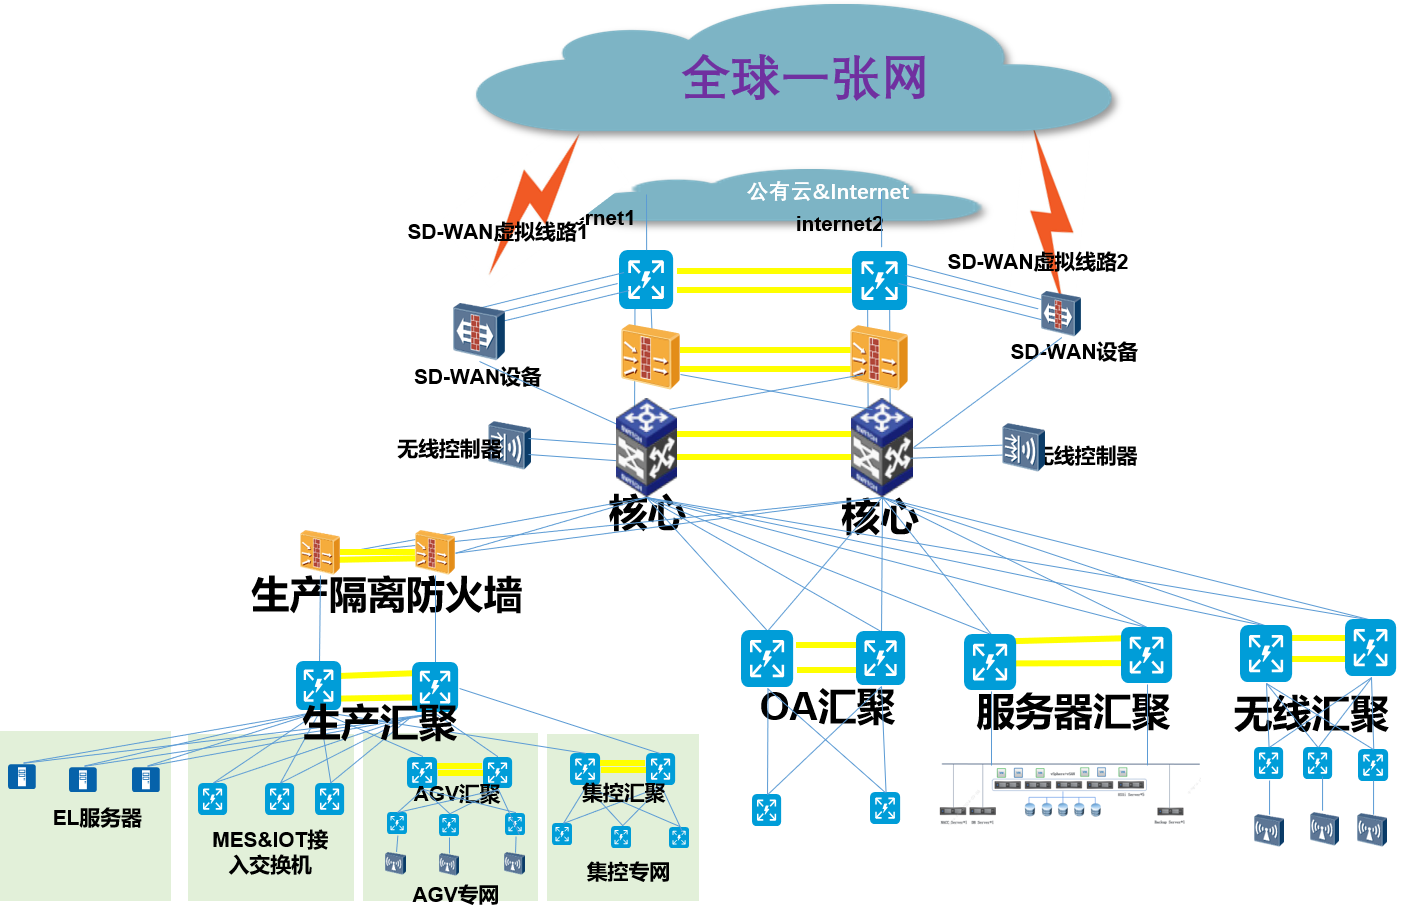 全球一张网
公有云&Internet
rnet1
internet2
SD-WAN虚拟线路1
SD-WAN虚拟线路2
SD-WAN设备
SD-WAN设备
无线控制器
无线控制器
SWITCH
SWITCH
SWITCH
SWITCH
核心
核心
生产隔离防火墙
生产汇聚
OA汇聚
服务器汇聚
无线汇聚
EL服务器
MES&IOT接
入交换机
AGV汇聚
AGV专网
集控汇聚
集控专网